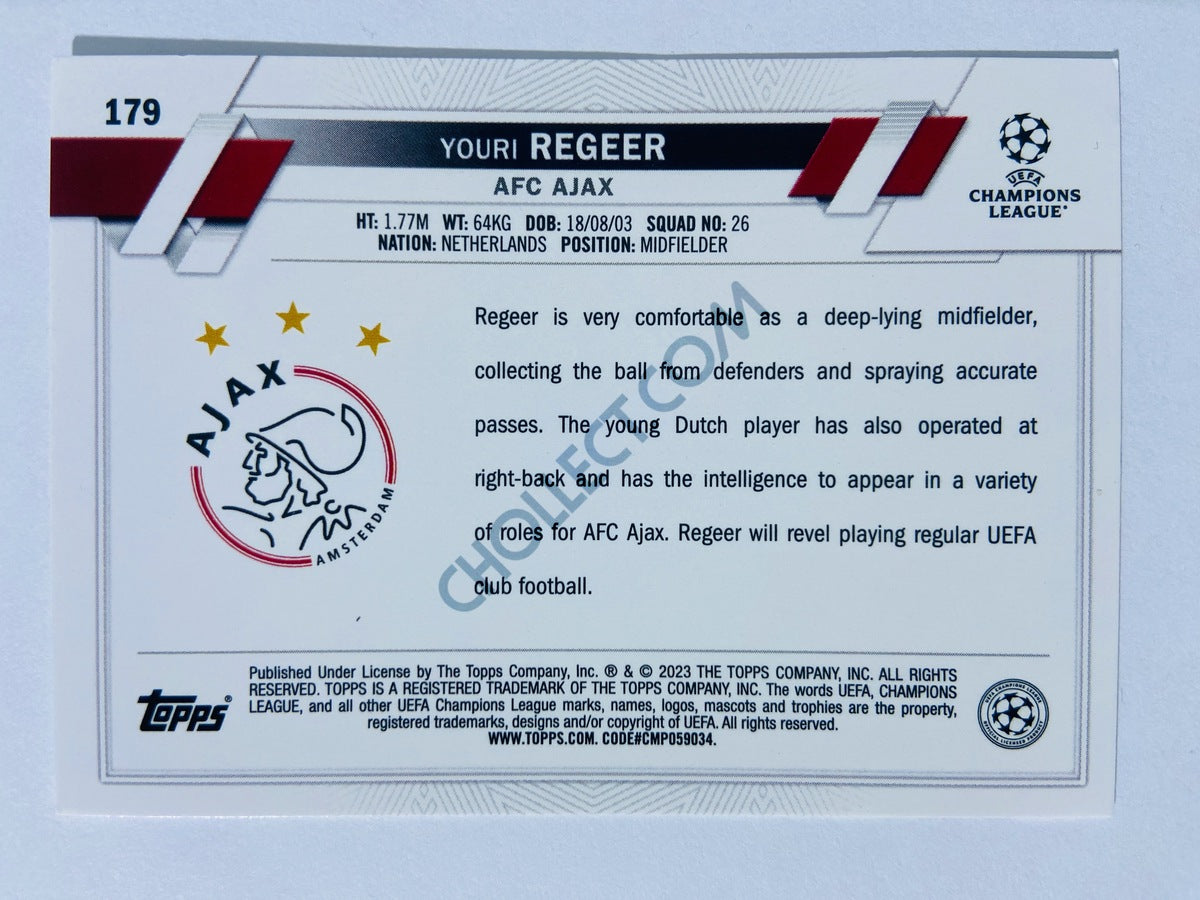 179
YOURI REGEER
AFC AJAX
HT: 1.77M WT: 64KG DOB: 18/08/03 SQUAD NO: 26
NATION: NETHERLANDS POSITION: MIDFIELDER
UEFA
CHAMPIONS
LEAGUE®
AJAX
AMSTERDAM
Regeer is very comfortable as a deep-lying midfielder,
collecting the ball from defenders and spraying accurate
passes. The young Dutch player has also operated at
right-back and has the intelligence to appear in a variety
of roles for AFC Ajax. Regeer will revel playing regular UEFA
club football.
CHOLLECT.COM
Topps®
Published Under License by The Topps Company, Inc. ® & © 2023 THE TOPPS COMPANY, INC. ALL RIGHTS
RESERVED. TOPPS IS A REGISTERED TRADEMARK OF THE TOPPS COMPANY, INC. The words UEFA, CHAMPIONS
LEAGUE, and all other UEFA Champions League marks, names, logos, mascots and trophies are the property,
registered trademarks, designs and/or copyright of UEFA. All rights reserved.
WWW.TOPPS.COM. CODE#CMP059034.
UEFA CHAMPIONS LEAGUE
OFFICIAL LICENSED PRODUCT